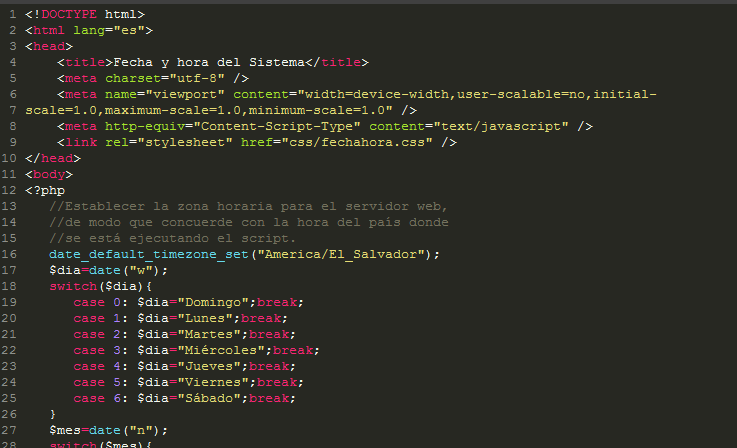 1 <!DOCTYPE html>
2 <html lang="es">
3 <head>
4 <title>Fecha y hora del Sistema</title>
5 <meta charset="utf-8" />
6 <meta name="viewport" content="width=device-width,user-scalable=no,initial-
7 scale=1.0,maximum-scale=1.0,minimum-scale=1.0" />
8 <meta http-equiv="Content-Script-Type" content="text/javascript" />
9 <link rel="stylesheet" href="css/fechahora.css" />
10 </head>
11 <body>
12 <?php
13 //Establecer la zona horaria para el servidor web,
14 //de modo que concuerde con la hora del país donde
15 //se está ejecutando el script.
16 date_default_timezone_set("America/El_Salvador");
17 $dia=date("w");
18 switch($dia){
19 case 0: $dia="Domingo";break;
20 case 1: $dia="Lunes";break;
21 case 2: $dia="Martes";break;
22 case 3: $dia="Miércoles";break;
23 case 4: $dia="Jueves";break;
24 case 5: $dia="Viernes";break;
25 case 6: $dia="Sábado";break;
26 }
27 $mes=date("n");
28 switch($mes){